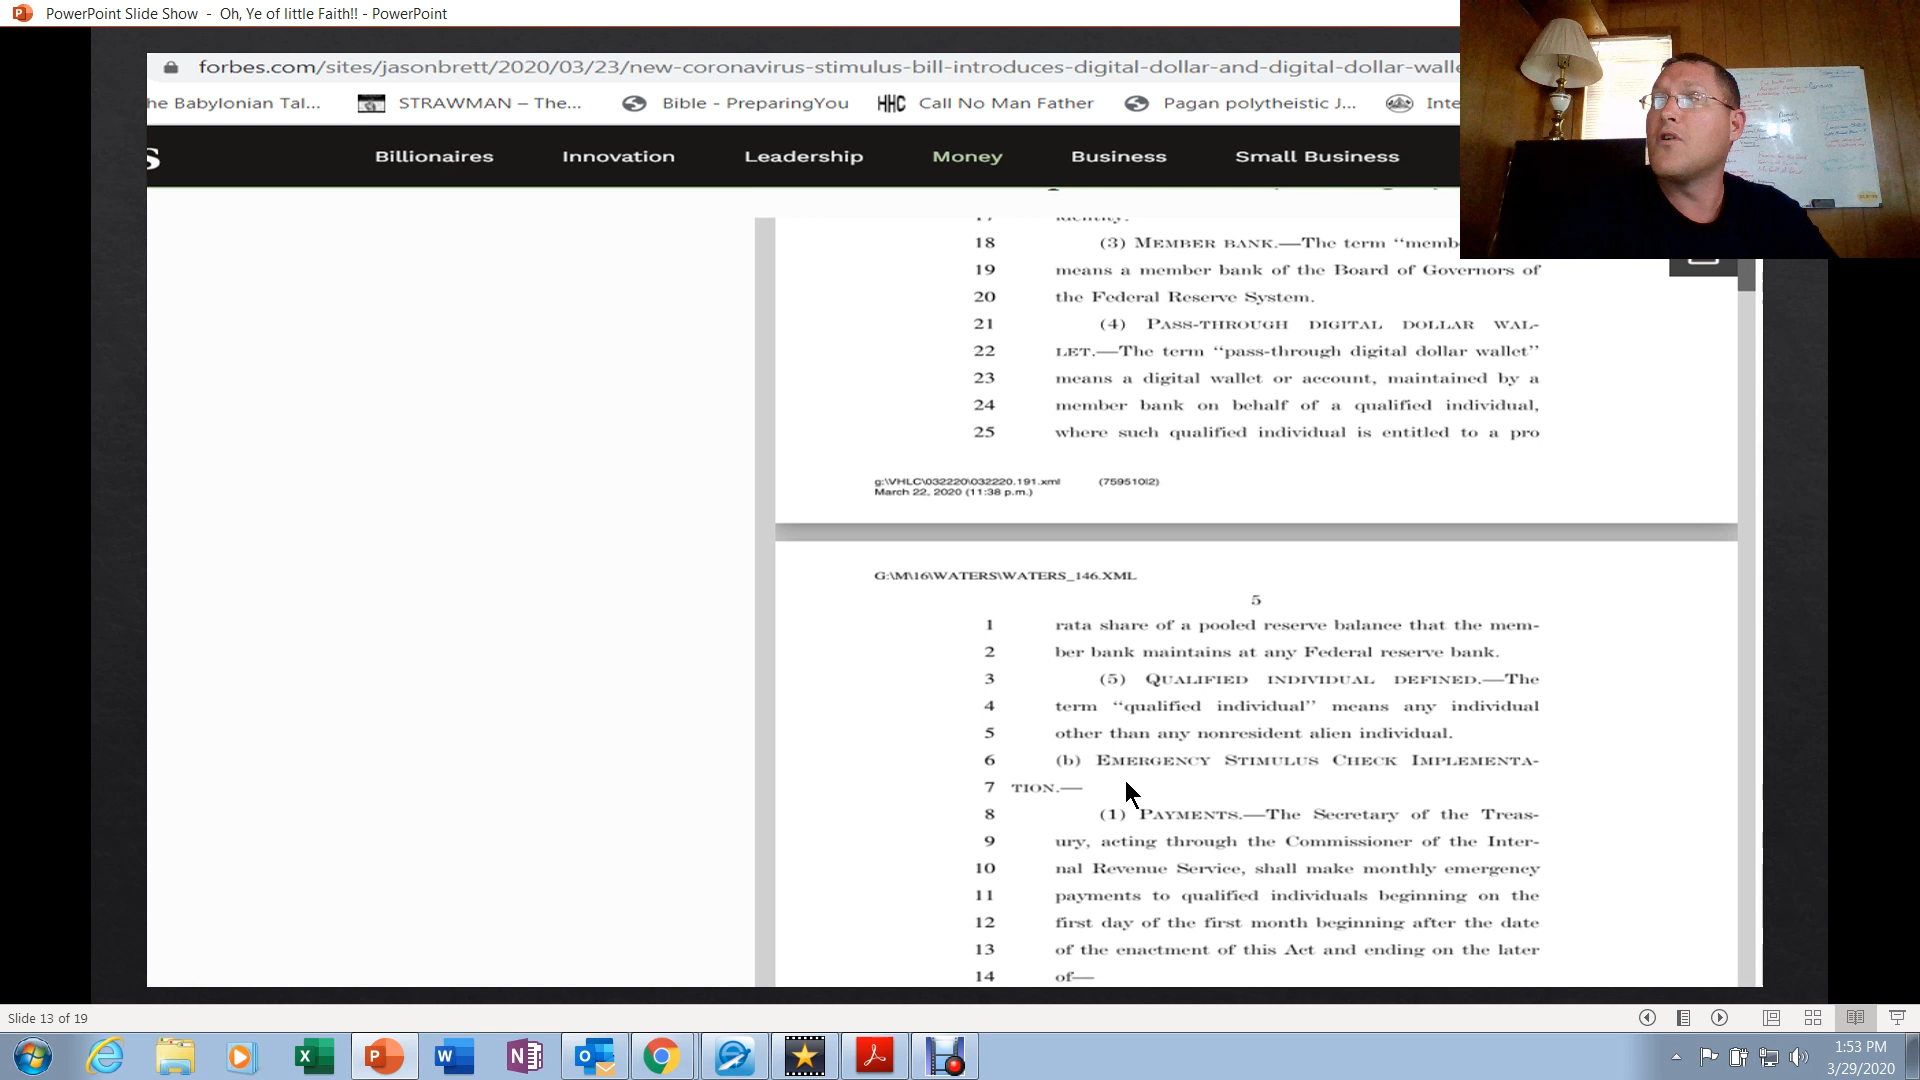 PowerPoint Slide Show - Oh, Ye of little Faith!! - PowerPoint
forbes.com/sites/jasonbrett/2020/03/23/new-coronavirus-stimulus-bill-introduces-digital-dollar-and-digital-dollar-walle
he Babylonian Tal... STRAWMAN – The... Bible - PreparingYou HHC Call No Man Father Pagan polytheistic J... Inte
S Billionaires Innovation Leadership Money Business Small Business
17 identity.
18 (3) MEMBER BANK.—The term “memb
19 means a member bank of the Board of Governors of
20 the Federal Reserve System.
21 (4) PASS-THROUGH DIGITAL DOLLAR WAL-
22 LET.—The term “pass-through digital dollar wallet”
23 means a digital wallet or account, maintained by a
24 member bank on behalf of a qualified individual,
25 where such qualified individual is entitled to a pro
g:\VHLC\032220\032220.191.xml (759510|2)
March 22, 2020 (11:38 p.m.)
G:\M\16\WATERS\WATERS_146.XML
5
1 rata share of a pooled reserve balance that the mem-
2 ber bank maintains at any Federal reserve bank.
3 (5) QUALIFIED INDIVIDUAL DEFINED.—The
4 term “qualified individual” means any individual
5 other than any nonresident alien individual.
6 (b) EMERGENCY STIMULUS CHECK IMPLEMENTA-
7 TION.—
8 (1) PAYMENTS.—The Secretary of the Treas-
9 ury, acting through the Commissioner of the Inter-
10 nal Revenue Service, shall make monthly emergency
11 payments to qualified individuals beginning on the
12 first day of the first month beginning after the date
13 of the enactment of this Act and ending on the later
14 of—
Slide 13 of 19
1:53 PM
3/29/2020